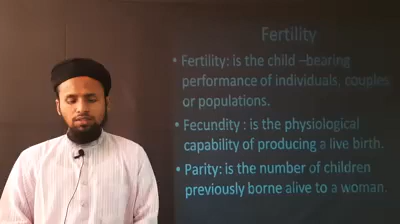 Fertility
• Fertility: is the child –bearing
performance of individuals, couples
or populations.
• Fecundity : is the physiological
capability of producing a live birth.
• Parity: is the number of children
previously borne alive to a woman.